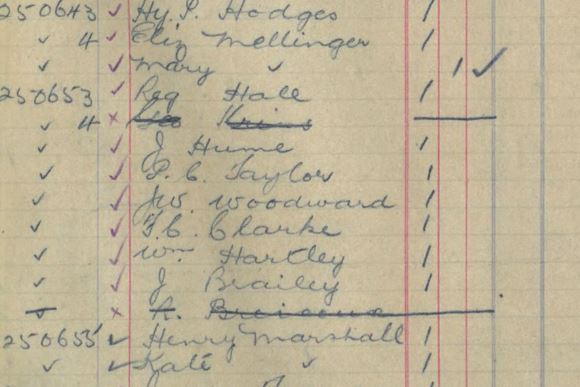 250643 ✓ Hy. P. Hodges 1
✓ 4 ✓ Eliz Mellinger 1
✓ ✓ Mary ✓ 1 ✓
250653 ✓ Reg Hall 1
✓ 4 ×
✓ J Hume 1
✓ ✓ P. C. Taylor 1
✓ ✓ JW. Woodward 1
✓ ✓ F. C. Clarke 1
✓ ✓ Wm. Hartley 1
✓ ✓ J Brailey 1
✓ × A.
250655 ✓ Henry Marshall 1
✓ ✓ Kate ✓ 1